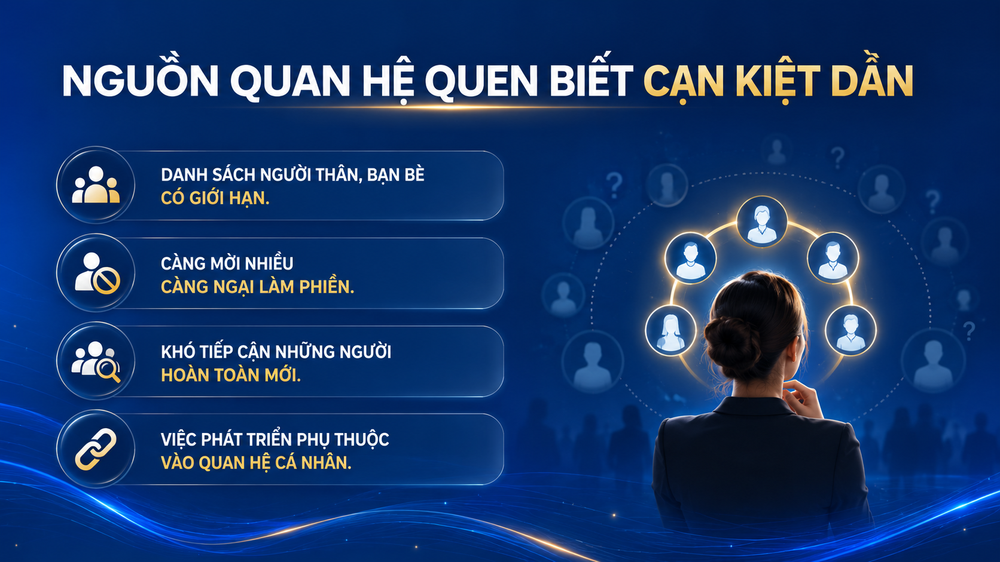 NGUỒN QUAN HỆ QUEN BIẾT CẠN KIỆT DẦN
DANH SÁCH NGƯỜI THÂN, BẠN BÈ
CÓ GIỚI HẠN.
CÀNG MỜI NHIỀU
CÀNG NGẠI LÀM PHIỀN.
KHÓ TIẾP CẬN NHỮNG NGƯỜI
HOÀN TOÀN MỚI.
VIỆC PHÁT TRIỂN PHỤ THUỘC
VÀO QUAN HỆ CÁ NHÂN.